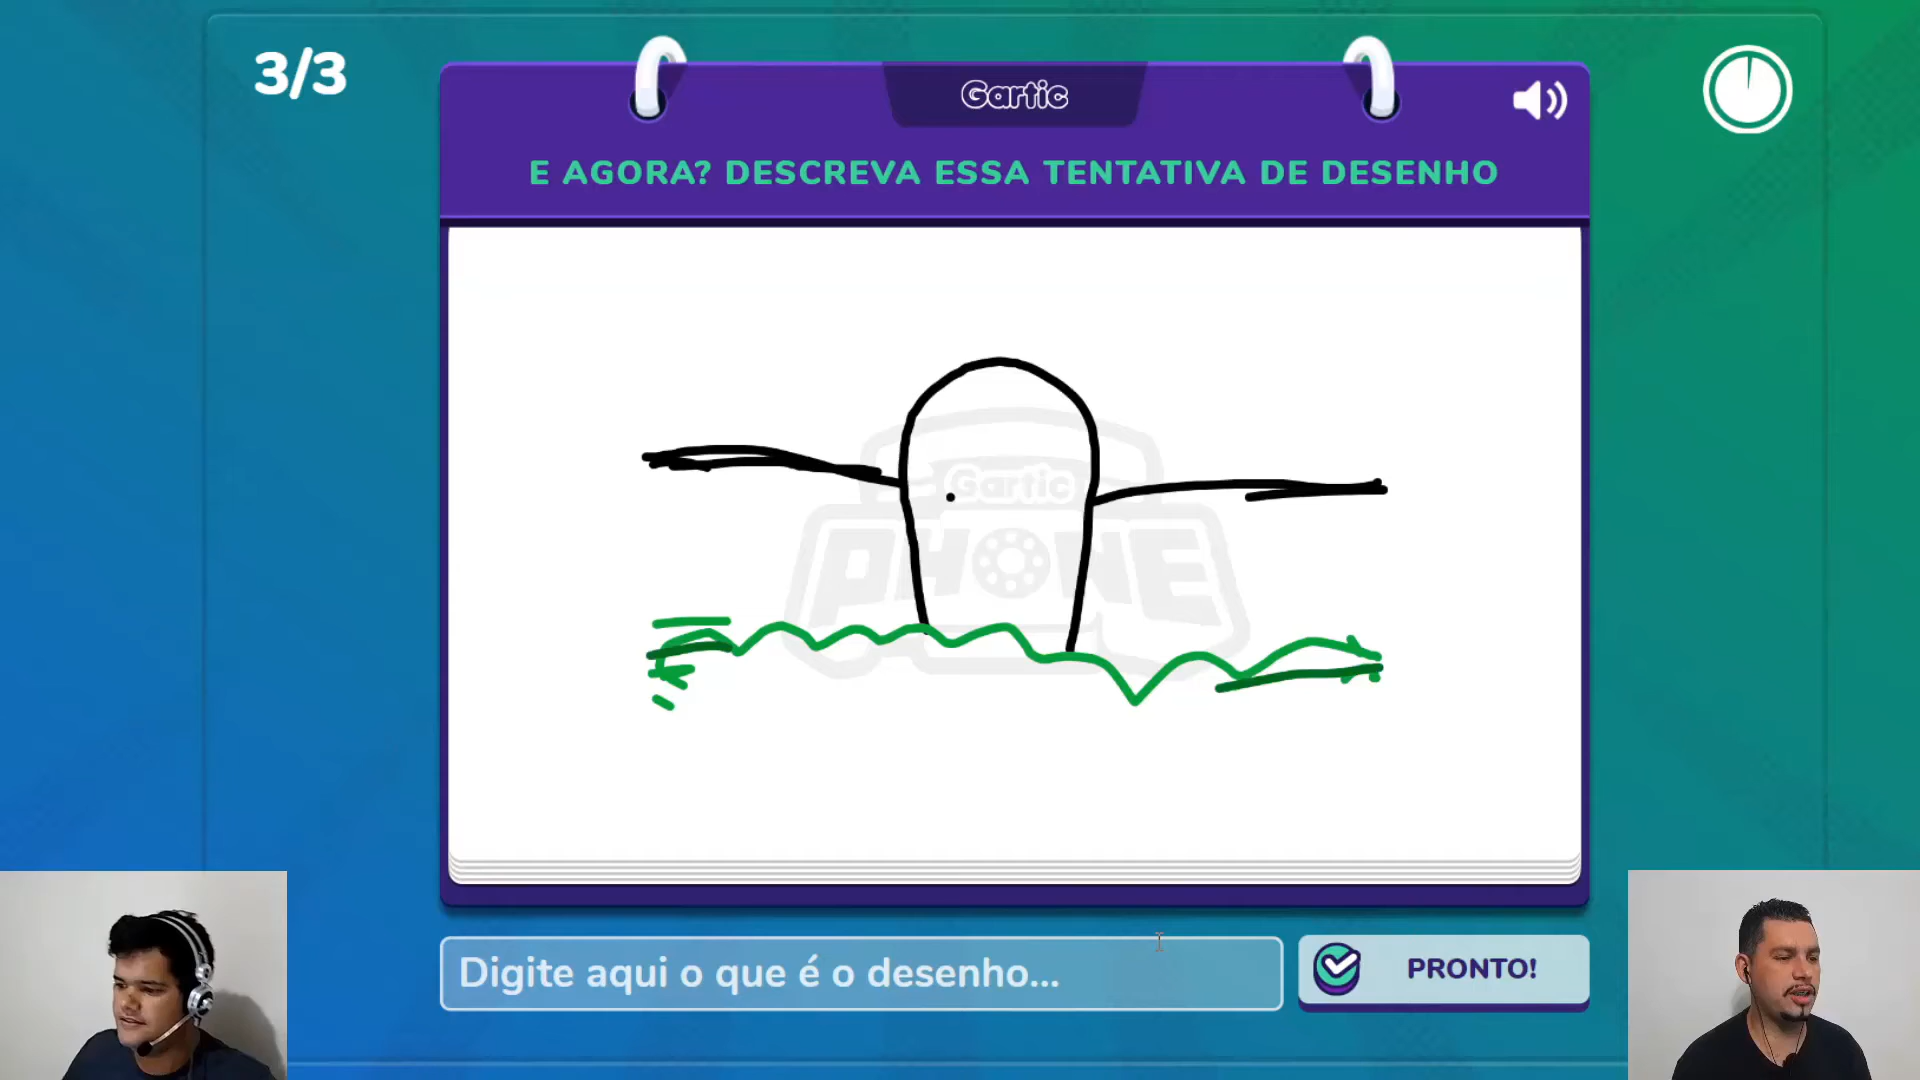 3/3
Gartic
E AGORA? DESCREVA ESSA TENTATIVA DE DESENHO
Gartic
PHONE
Digite aqui o que é o desenho...
PRONTO!